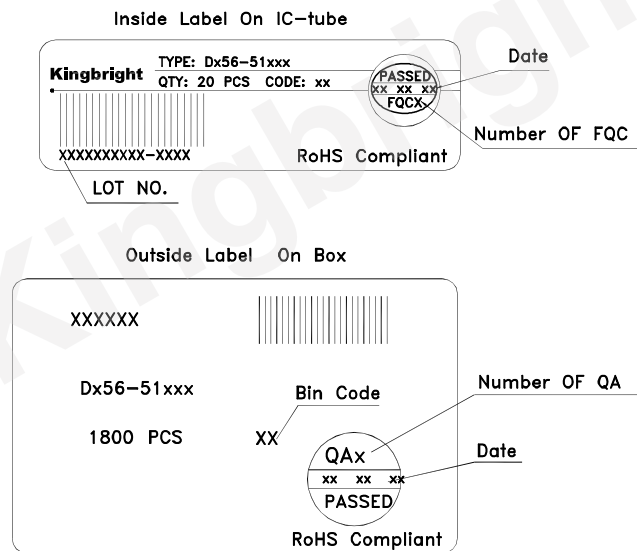 Inside Label On IC-tube
Kingbright
TYPE: Dx56-51xxx
QTY: 20 PCS CODE: xx
PASSED
xx xx xx
FQCX
Date
Number OF FQC
XXXXXXXXXX-XXXX
RoHS Compliant
LOT NO.
Outside Label On Box
XXXXXX
Dx56-51xxx
Bin Code
Number OF QA
1800 PCS
XX
QAx
Date
xx xx xx
PASSED
RoHS Compliant
Kingbright